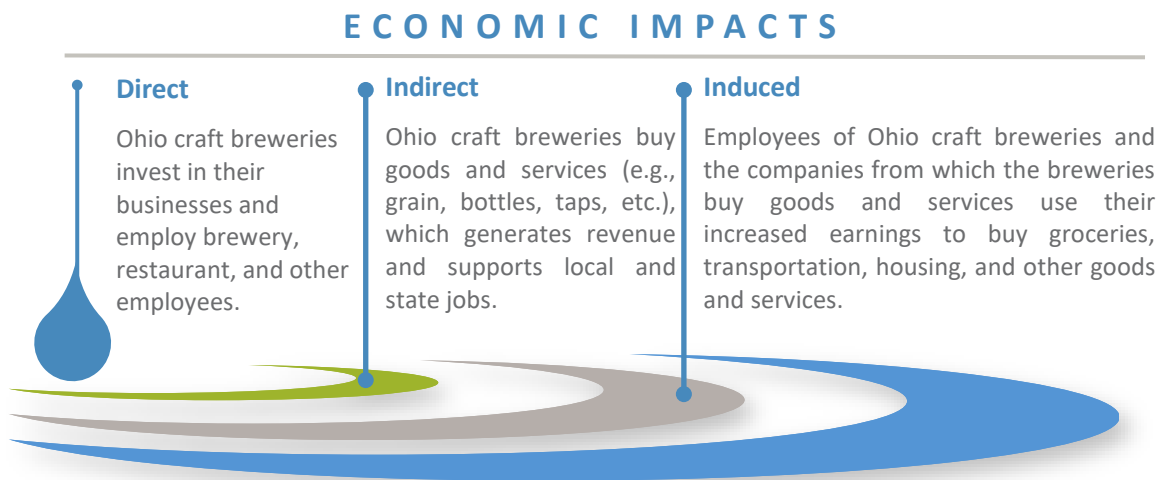 ECONOMIC IMPACTS
Direct
Ohio craft breweries
invest in their
businesses and
employ brewery,
restaurant, and other
employees.
Indirect
Ohio craft breweries buy
goods and services (e.g.,
grain, bottles, taps, etc.),
which generates revenue
and supports local and
state jobs.
Induced
Employees of Ohio craft breweries and
the companies from which the breweries
buy goods and services use their
increased earnings to buy groceries,
transportation, housing, and other goods
and services.